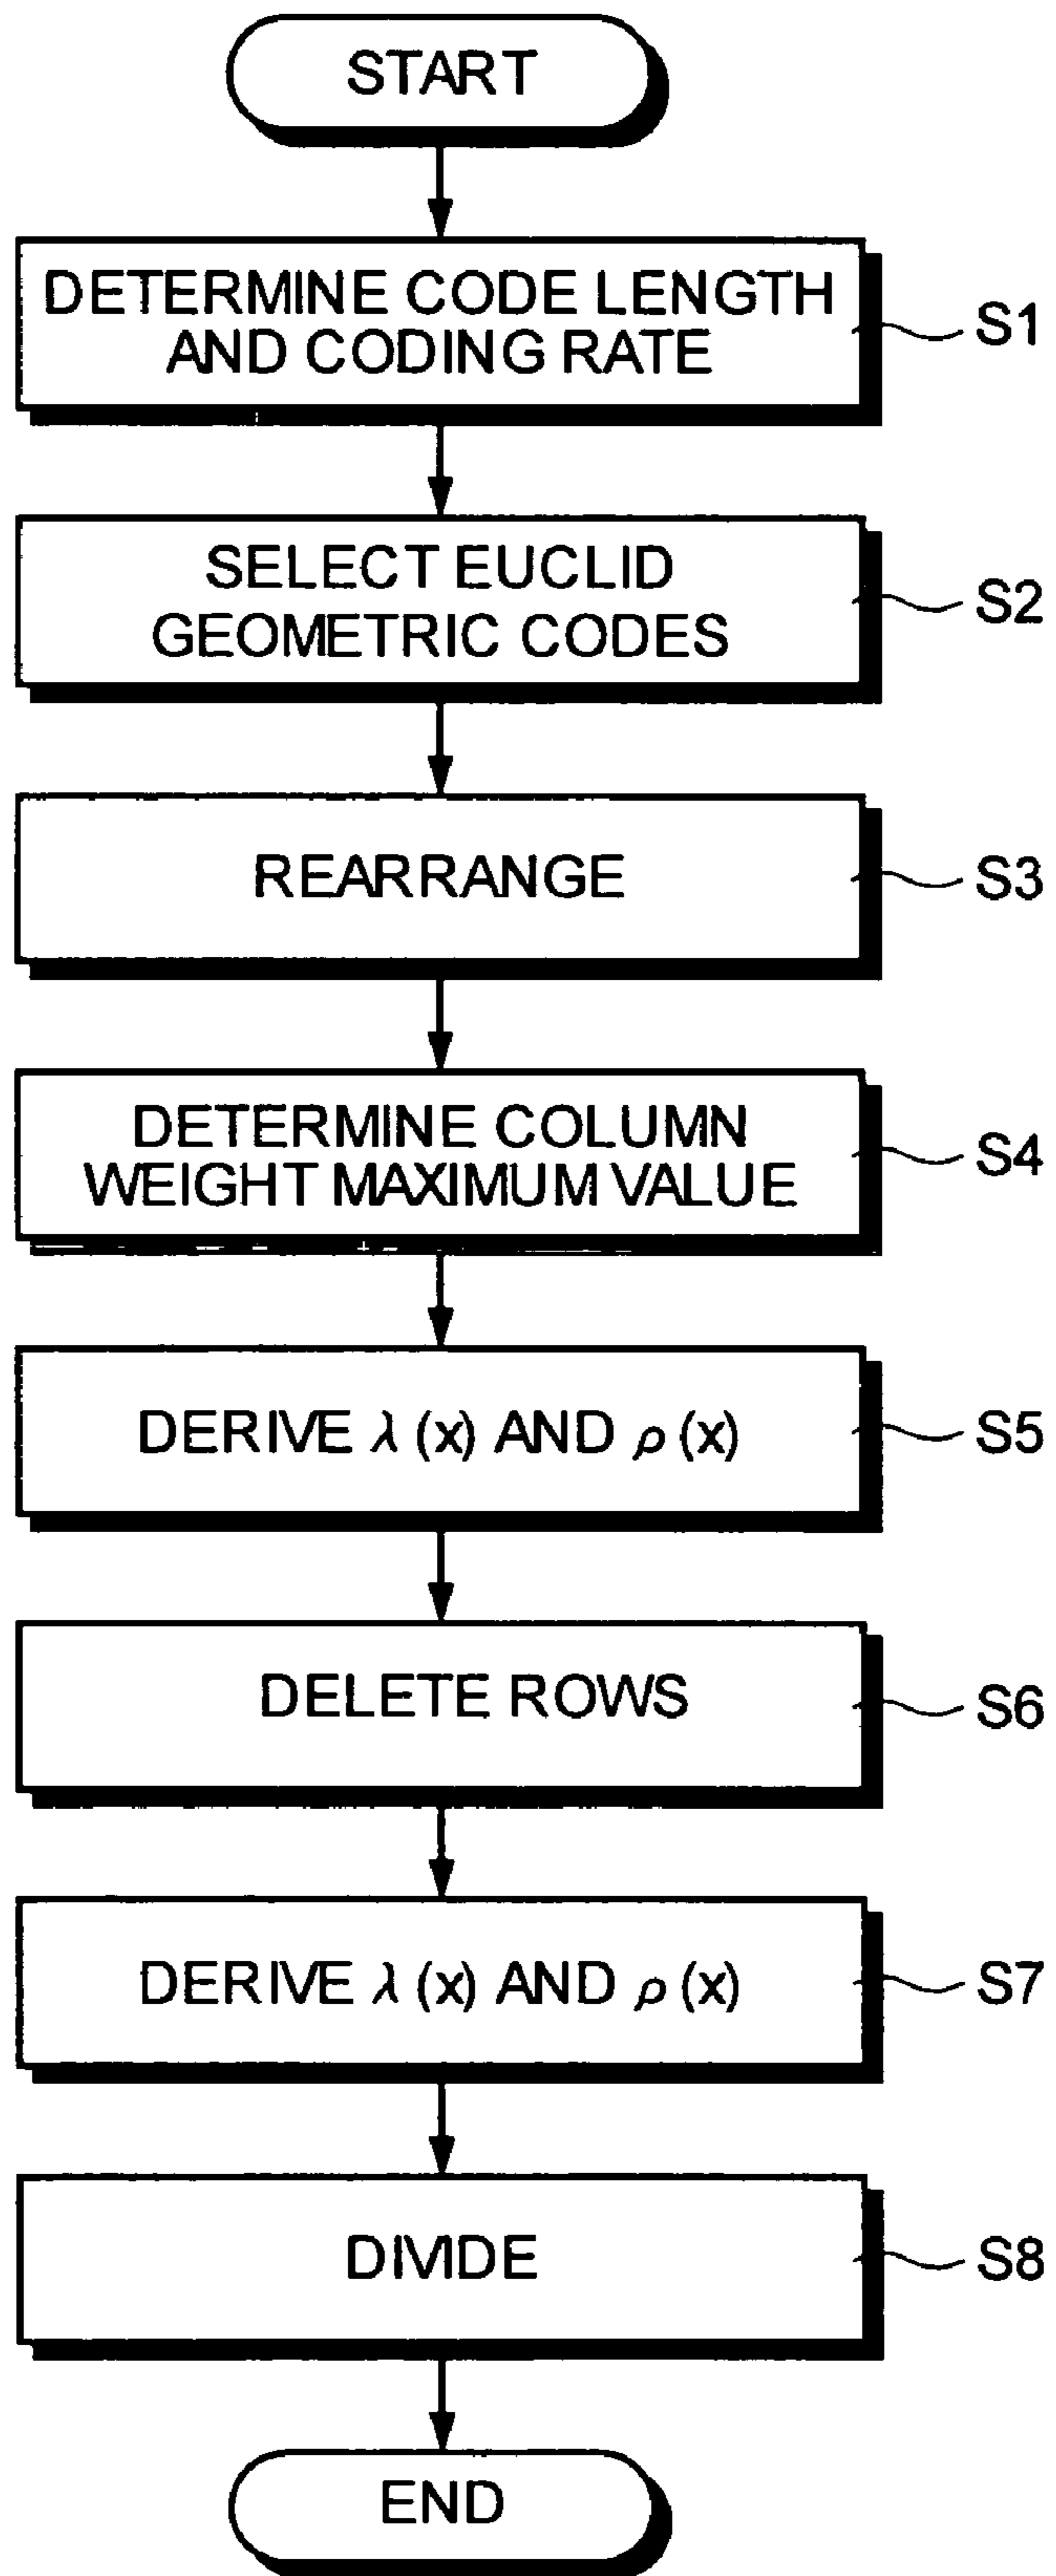 START
DETERMINE CODE LENGTH
AND CODING RATE
S1
SELECT EUCLID
GEOMETRIC CODES
S2
REARRANGE
S3
DETERMINE COLUMN
WEIGHT MAXIMUM VALUE
S4
DERIVE λ (x) AND ρ (x)
S5
DELETE ROWS
S6
DERIVE λ (x) AND ρ (x)
S7
DIVIDE
S8
END